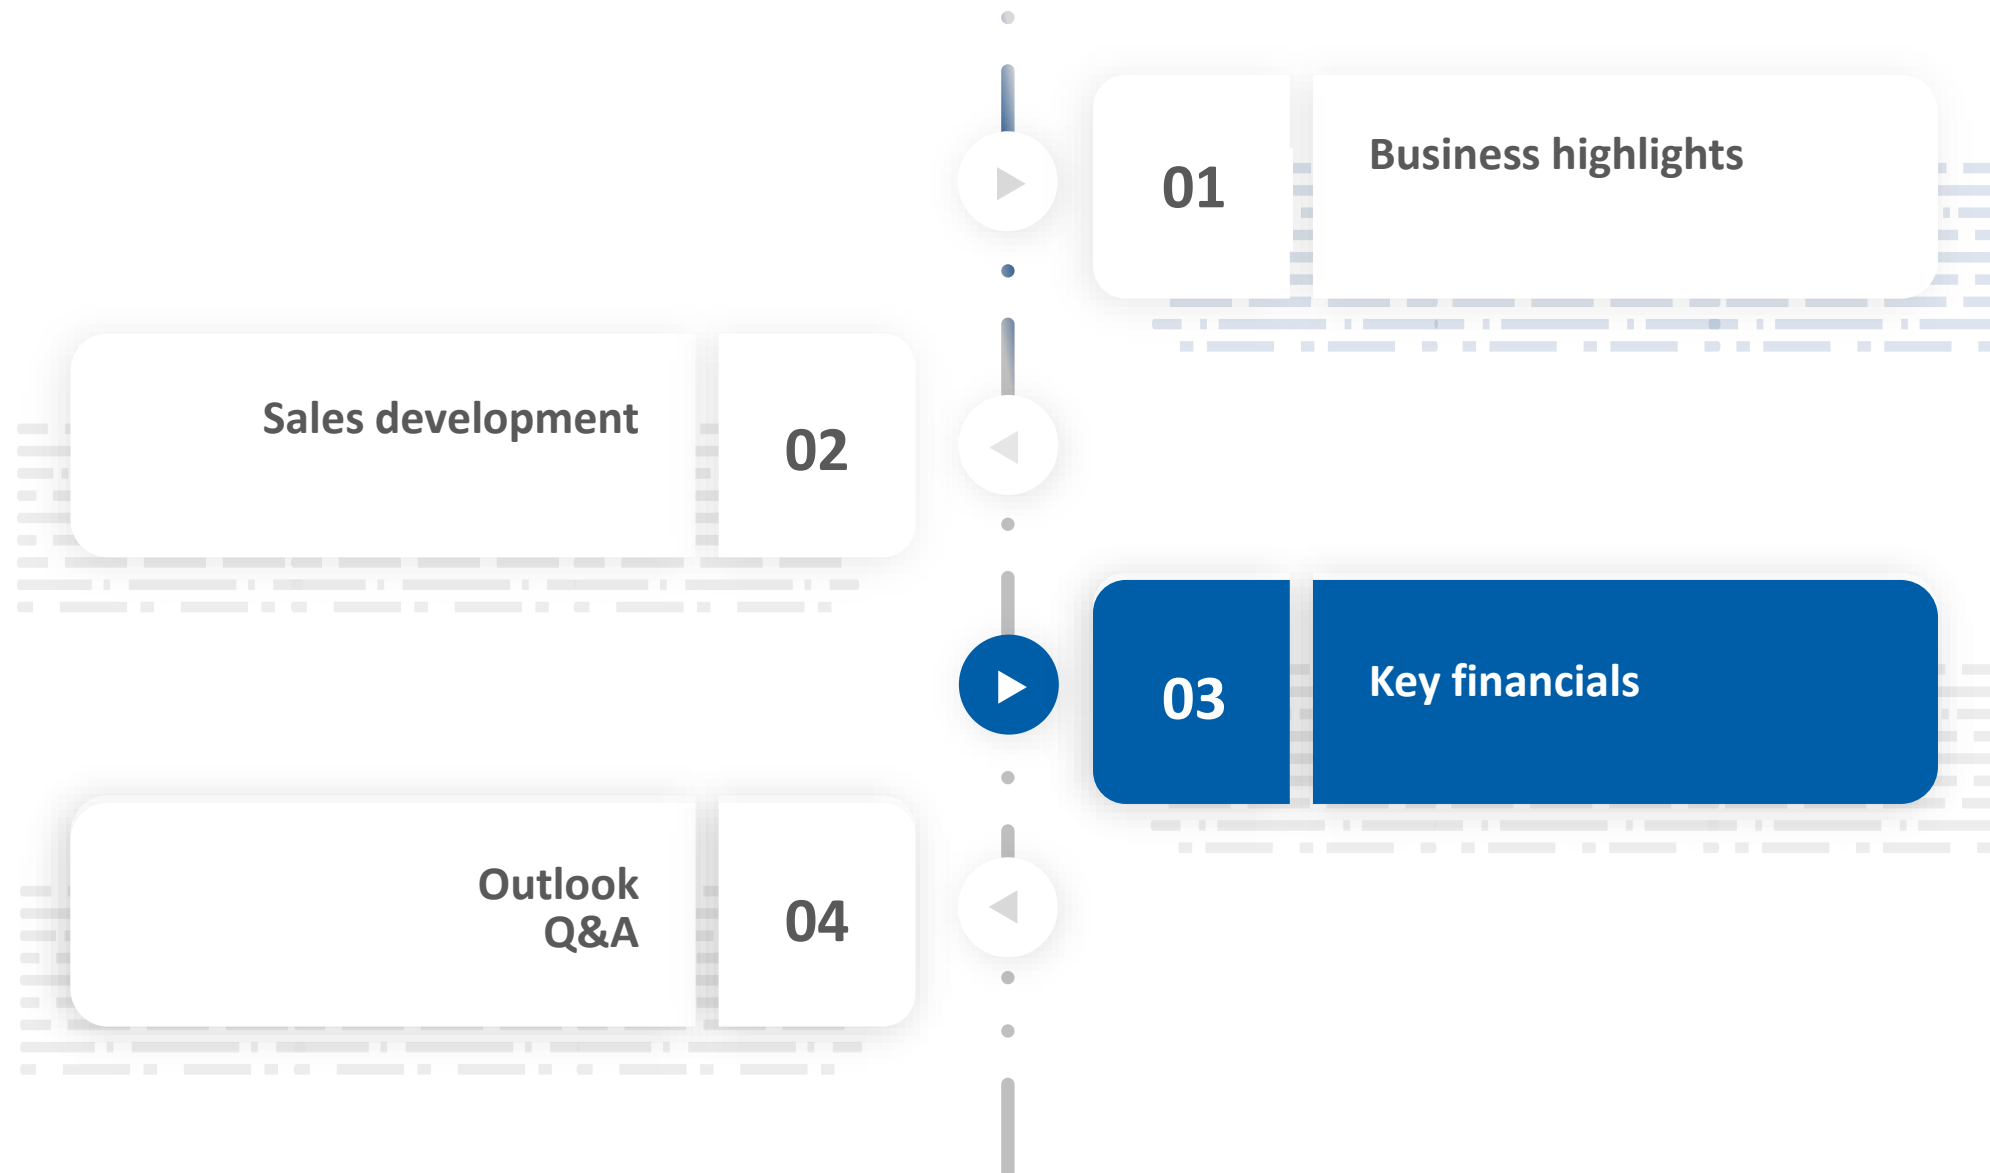 01
Business highlights
Sales development
02
03
Key financials
Outlook
Q&A
04